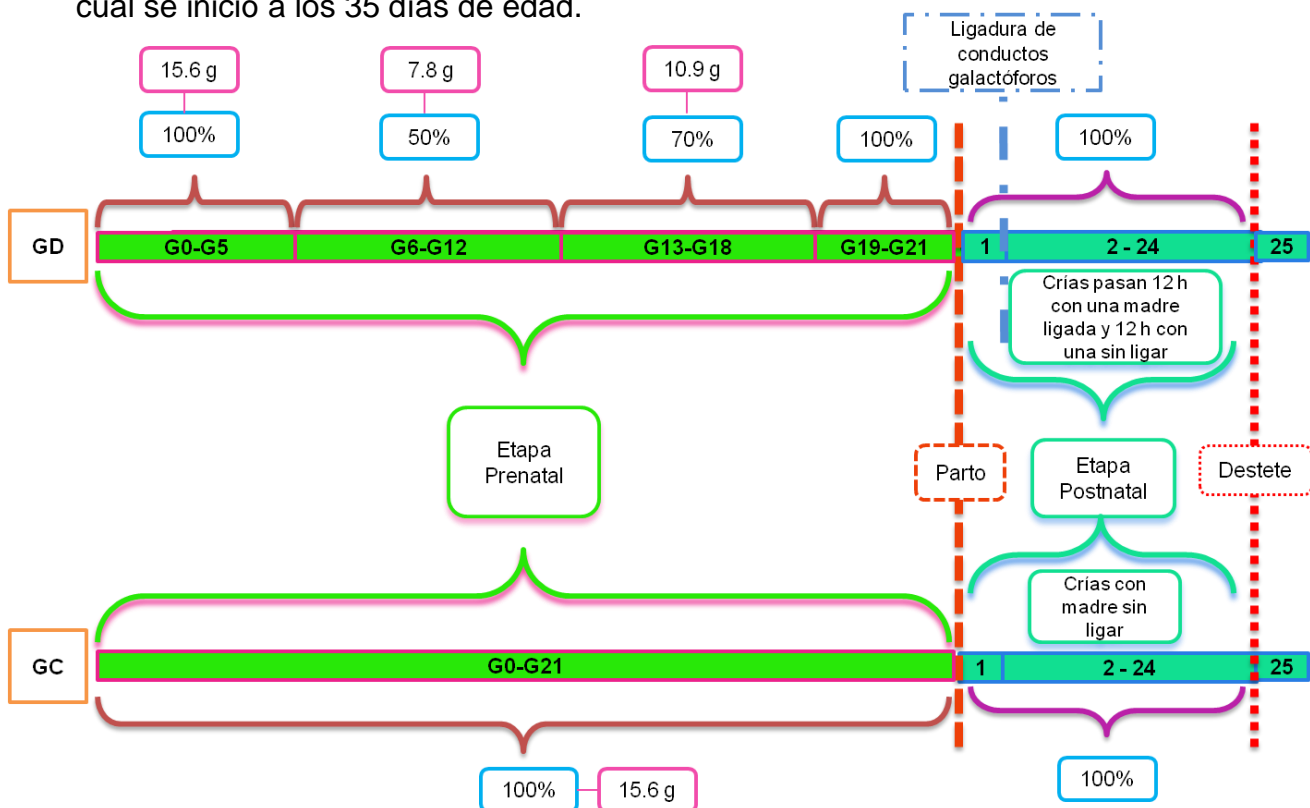 cual se inició a los 35 días de edad.
Ligadura de
conductos
galactóforos
15.6 g
7.8 g
10.9 g
100%
50%
70%
100%
100%
GD
G0-G5
G6-G12
G13-G18
G19-G21
1
2 - 24
25
Crías pasan 12 h
con una madre
ligada y 12 h con
una sin ligar
Etapa
Prenatal
Parto
Etapa
Postnatal
Destete
Crías con
madre sin
ligar
GC
G0-G21
1
2 - 24
25
100%
15.6 g
100%